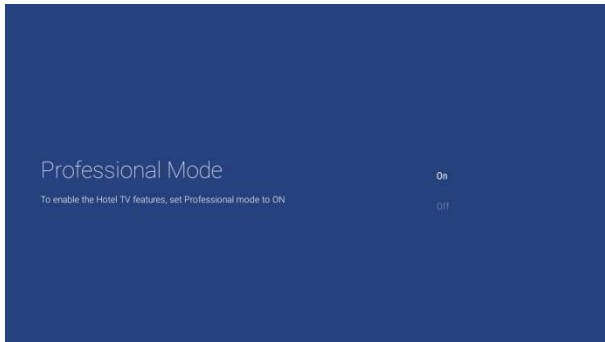 Professional Mode
To enable the Hotel TV features, set Professional mode to ON
On
Off